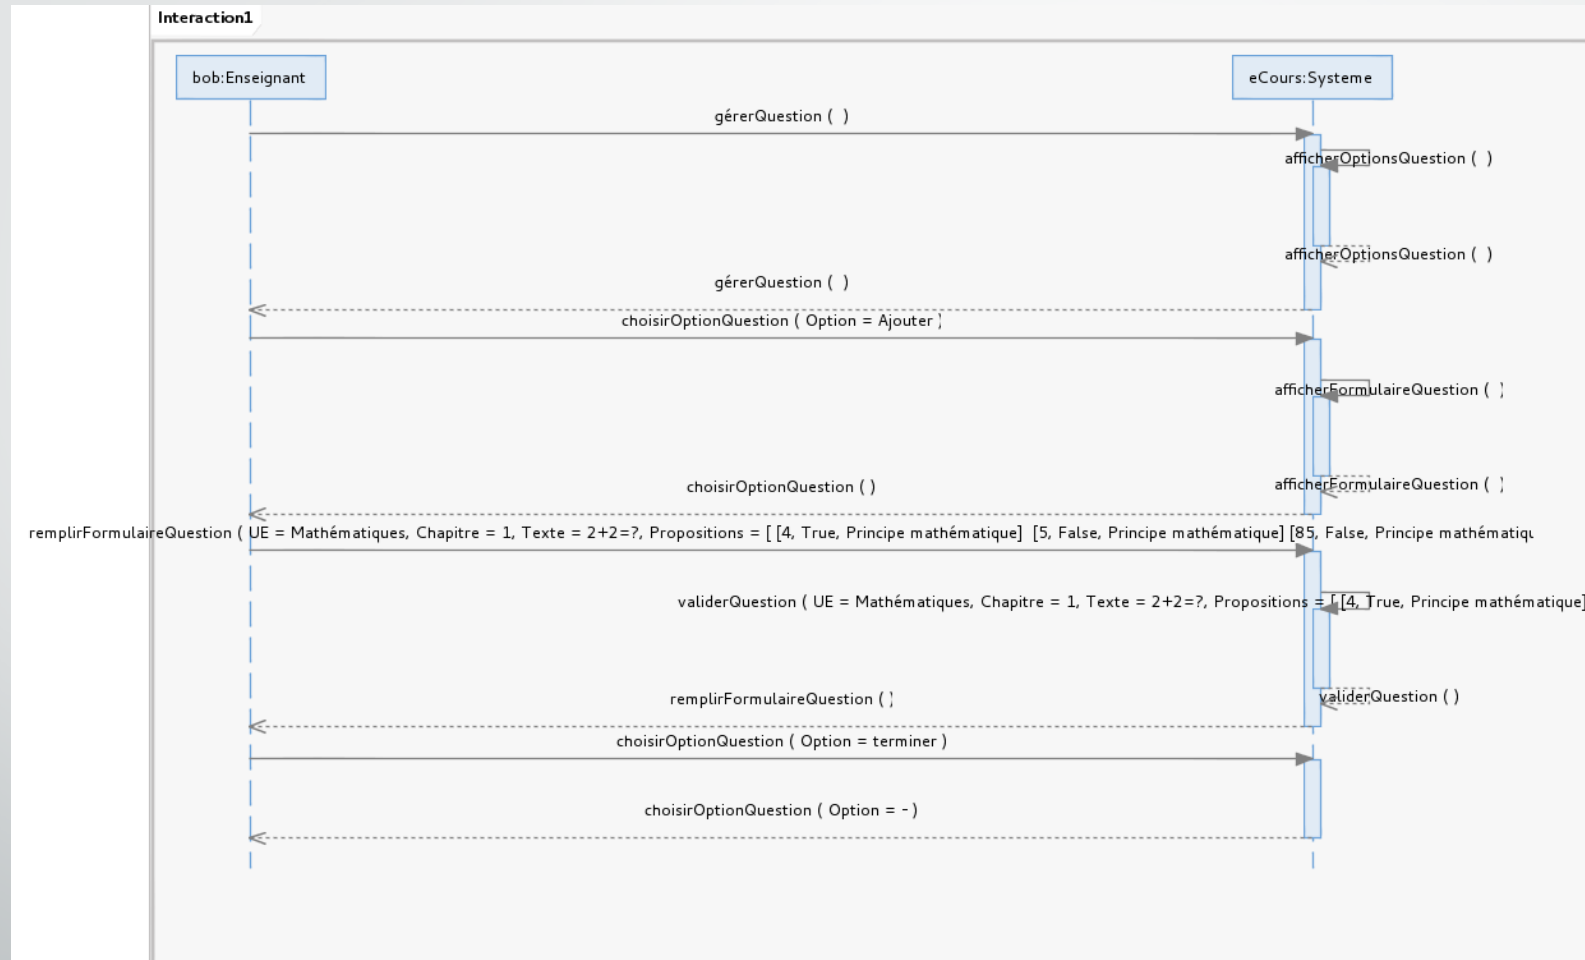 Interaction1
bob:Enseignant
eCours:Systeme
gérerQuestion ( )
afficherOptionsQuestion ( )
afficherOptionsQuestion ( )
gérerQuestion ( )
choisirOptionQuestion ( Option = Ajouter )
afficherFormulaireQuestion ( )
afficherFormulaireQuestion ( )
choisirOptionQuestion ( )
remplirFormulaireQuestion ( UE = Mathématiques, Chapitre = 1, Texte = 2+2=?, Propositions = [ [4, True, Principe mathématique] [5, False, Principe mathématique] [85, False, Principe mathématiqu
validerQuestion ( UE = Mathématiques, Chapitre = 1, Texte = 2+2=?, Propositions = [ [4, True, Principe mathématique]
validerQuestion ( )
remplirFormulaireQuestion ( )
choisirOptionQuestion ( Option = terminer )
choisirOptionQuestion ( Option = - )